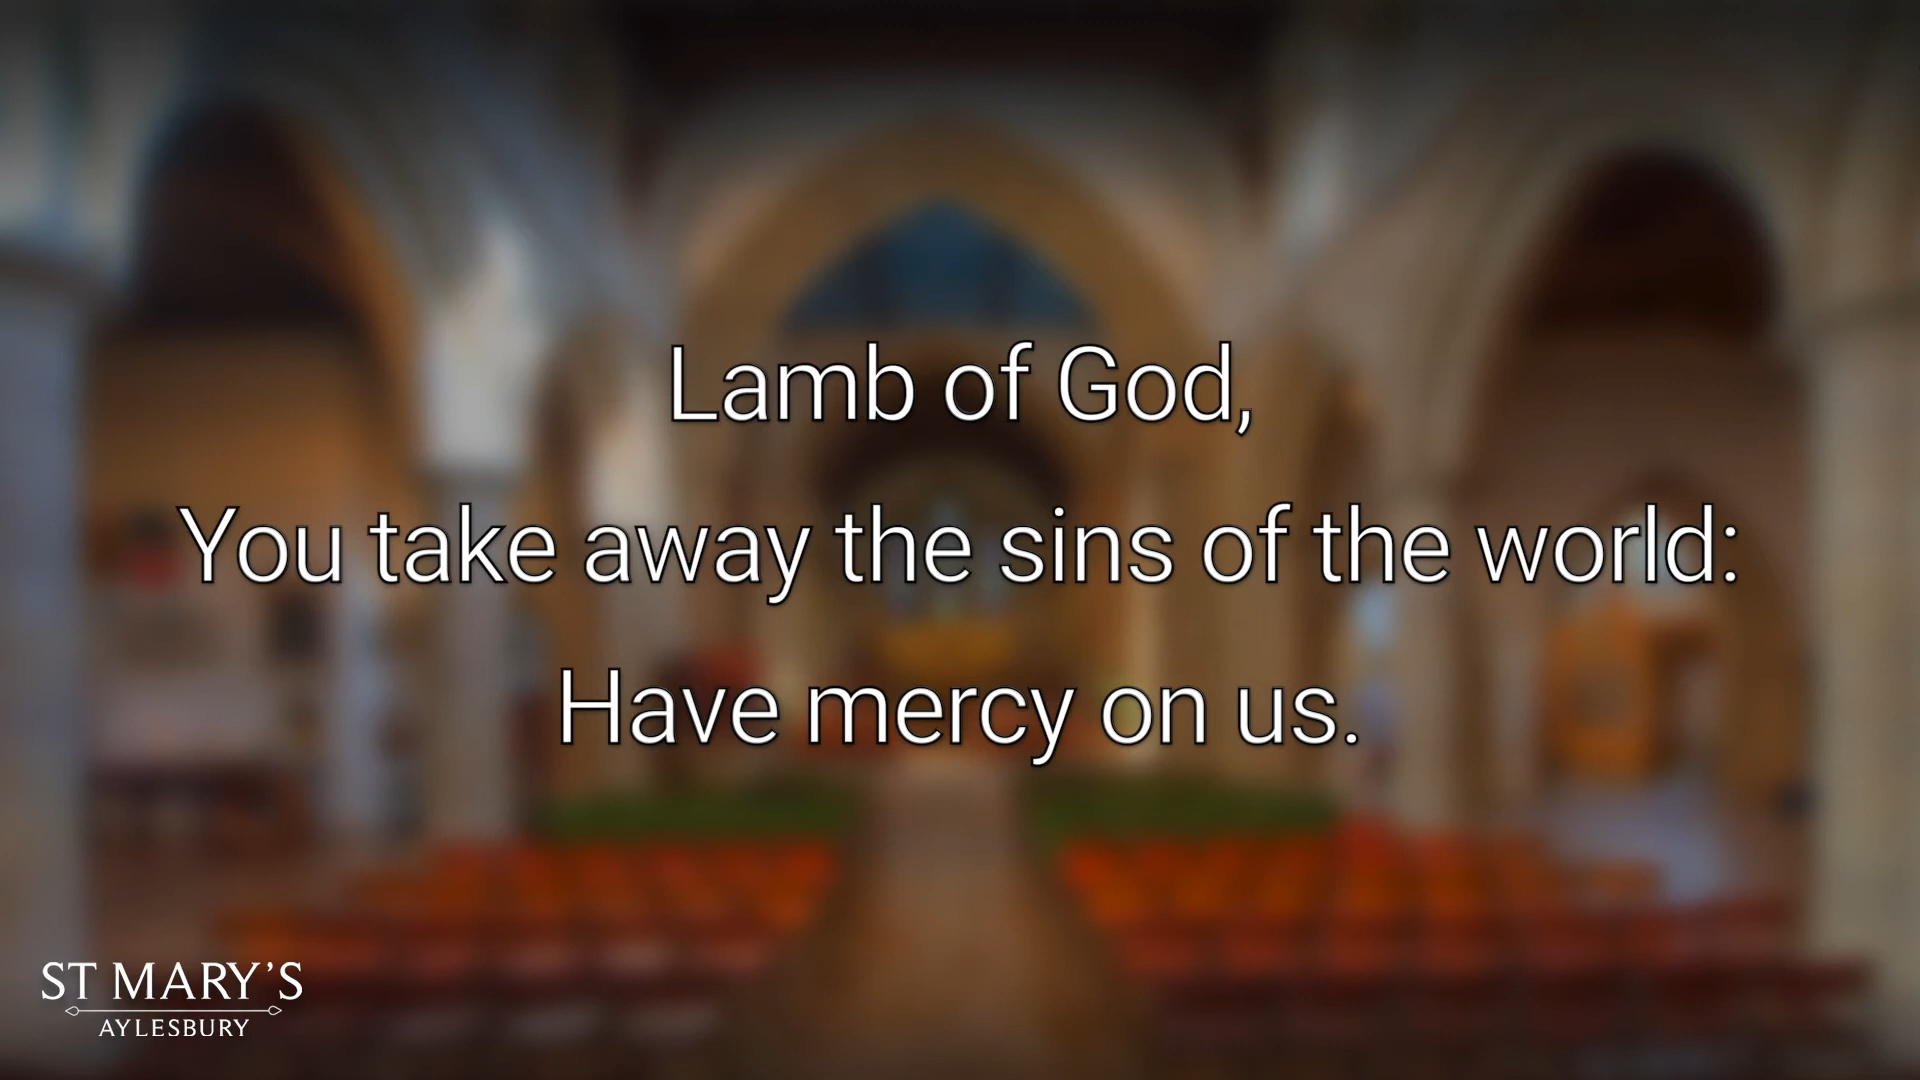 Lamb of God,
You take away the sins of the world:
Have mercy on us.
ST MARY'S
AYLESBURY